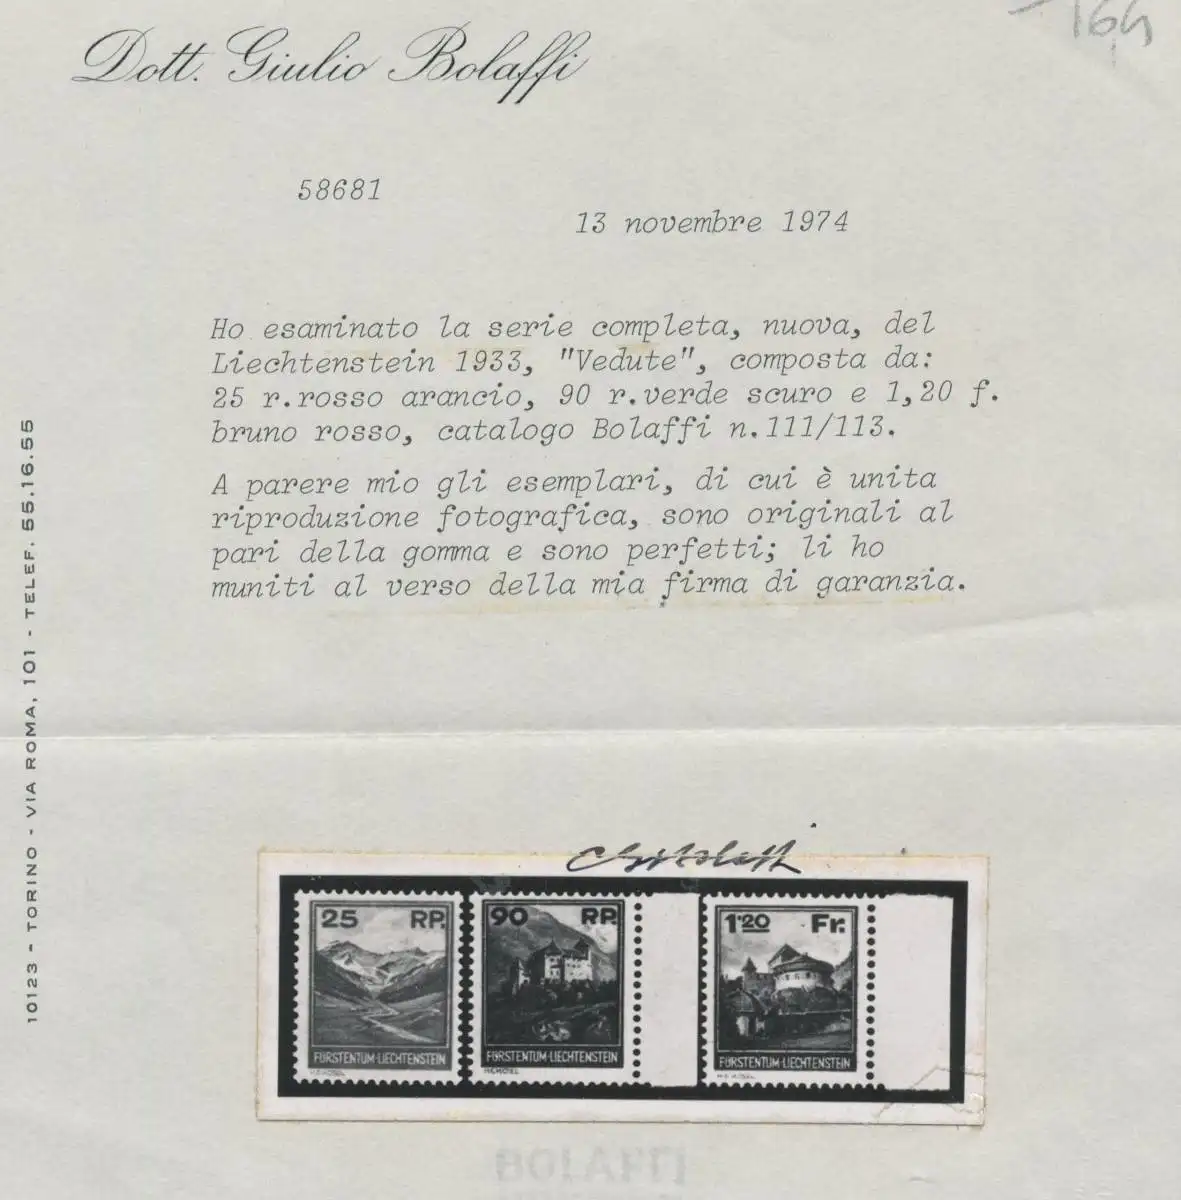 Dott. Giulio Bolaffi
164
58681
13 novembre 1974
Ho esaminato la serie completa, nuova, del
Liechtenstein 1933, "Vedute", composta da:
25 r.rosso arancio, 90 r.verde scuro e 1,20 f.
bruno rosso, catalogo Bolaffi n.111/113.
A parere mio gli esemplari, di cui è unita
riproduzione fotografica, sono originali al
pari della gomma e sono perfetti; li ho
muniti al verso della mia firma di garanzia.
10123 - TORINO - VIA ROMA, 101 - TELEF. 55.16.55
25 RP.
FÜRSTENTUM·LIECHTENSTEIN
90 RP.
FÜRSTENTUM·LIECHTENSTEIN
1·20 Fr.
FÜRSTENTUM·LIECHTENSTEIN
BOLAFFI